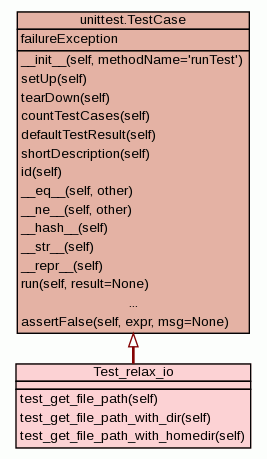 unittest.TestCase
failureException
__init__(self, methodName='runTest')
setUp(self)
tearDown(self)
countTestCases(self)
defaultTestResult(self)
shortDescription(self)
id(self)
__eq__(self, other)
__ne__(self, other)
__hash__(self)
__str__(self)
__repr__(self)
run(self, result=None)
...
assertFalse(self, expr, msg=None)
Test_relax_io
test_get_file_path(self)
test_get_file_path_with_dir(self)
test_get_file_path_with_homedir(self)